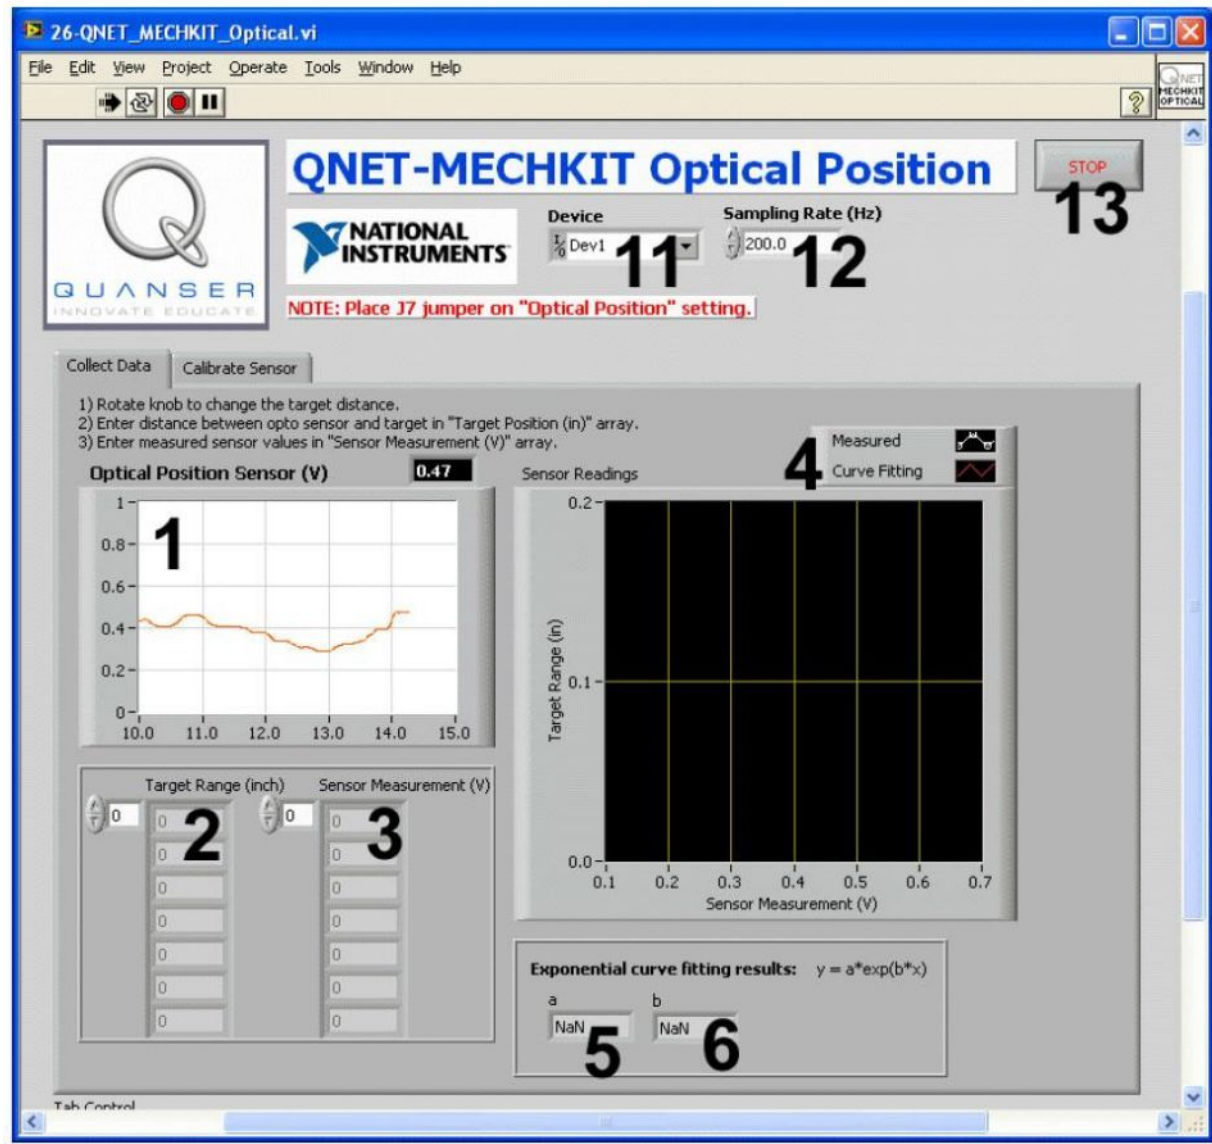 26-QNET_MECHKIT_Optical.vi
File Edit View Project Operate Tools Window Help
QNET
MECHKIT
OPTICAL
QUANSER
INNOVATE EDUCATE
QNET-MECHKIT Optical Position
STOP
13
NATIONAL
INSTRUMENTS
Device
Dev1
11
Sampling Rate (Hz)
200.0
12
NOTE: Place J7 jumper on "Optical Position" setting.
Collect Data Calibrate Sensor
1) Rotate knob to change the target distance.
2) Enter distance between opto sensor and target in "Target Position (in)" array.
3) Enter measured sensor values in "Sensor Measurement (V)" array.
Optical Position Sensor (V) 0.47
1
1
0.8
0.6
0.4
0.2
0
10.0 11.0 12.0 13.0 14.0 15.0
Sensor Readings
4
Measured
Curve Fitting
0.2
0.1
0.0
Target Range (in)
0.1 0.2 0.3 0.4 0.5 0.6 0.7
Sensor Measurement (V)
Target Range (inch) Sensor Measurement (V)
0 0 2 0 0 3
0 0
0 0
0 0
0 0
0 0
0 0
Exponential curve fitting results: y = a*exp(b*x)
a b
NaN 5 NaN 6
Tab Control